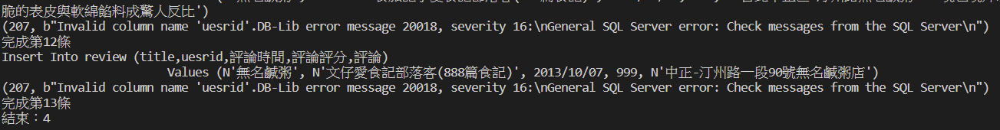 脆的表皮與軟綿餡料成驚人反比')
(207, b"Invalid column name 'uesrid'.DB-Lib error message 20018, severity 16:\nGeneral SQL Server error: Check messages from the SQL Server\n")
完成第12條
Insert Into review (title,uesrid,評論時間,評論評分,評論)
Values (N'無名鹹粥', N'文仔愛食記部落客(888篇食記)', 2013/10/07, 999, N'中正-汀州路一段90號無名鹹粥店')
(207, b"Invalid column name 'uesrid'.DB-Lib error message 20018, severity 16:\nGeneral SQL Server error: Check messages from the SQL Server\n")
完成第13條
結束：4